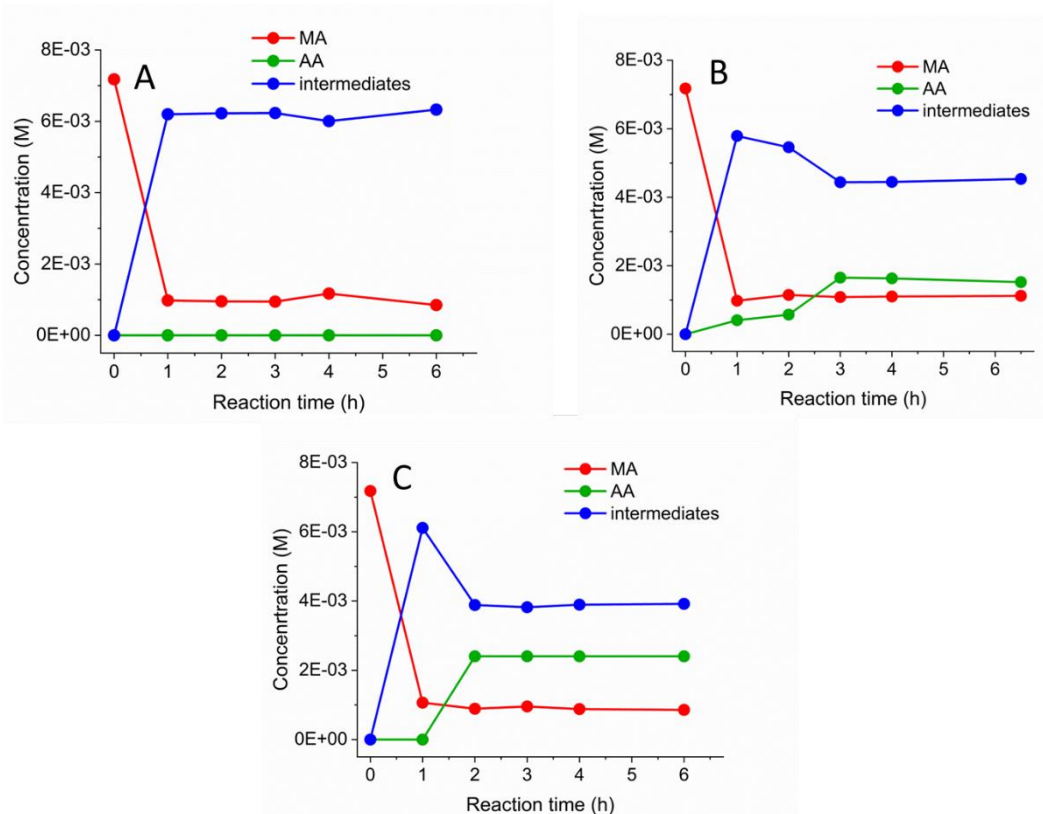 A
MA
AA
intermediates
8E-03
6E-03
4E-03
2E-03
0E+00
Concenrtration (M)
0 1 2 3 4 5 6
Reaction time (h)
B
MA
AA
intermediates
8E-03
6E-03
4E-03
2E-03
0E+00
Concenrtration (M)
0 1 2 3 4 5 6
Reaction time (h)
C
MA
AA
intermediates
8E-03
6E-03
4E-03
2E-03
0E+00
Concenrtration (M)
0 1 2 3 4 5 6
Reaction time (h)